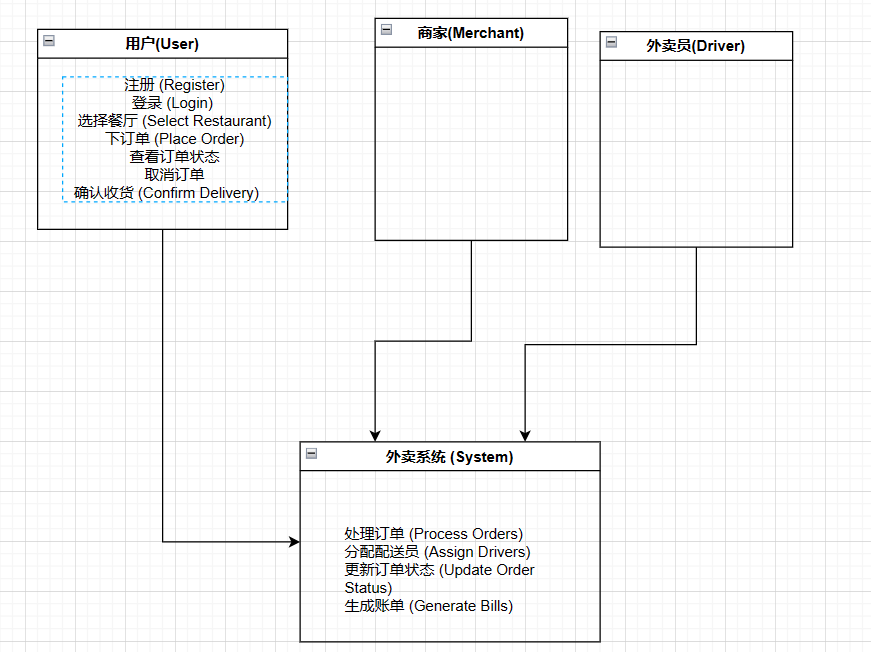 用户(User)
注册 (Register)
登录 (Login)
选择餐厅 (Select Restaurant)
下订单 (Place Order)
查看订单状态
取消订单
确认收货 (Confirm Delivery)
商家(Merchant)
外卖员(Driver)
外卖系统 (System)
处理订单 (Process Orders)
分配配送员 (Assign Drivers)
更新订单状态 (Update Order
Status)
生成账单 (Generate Bills)